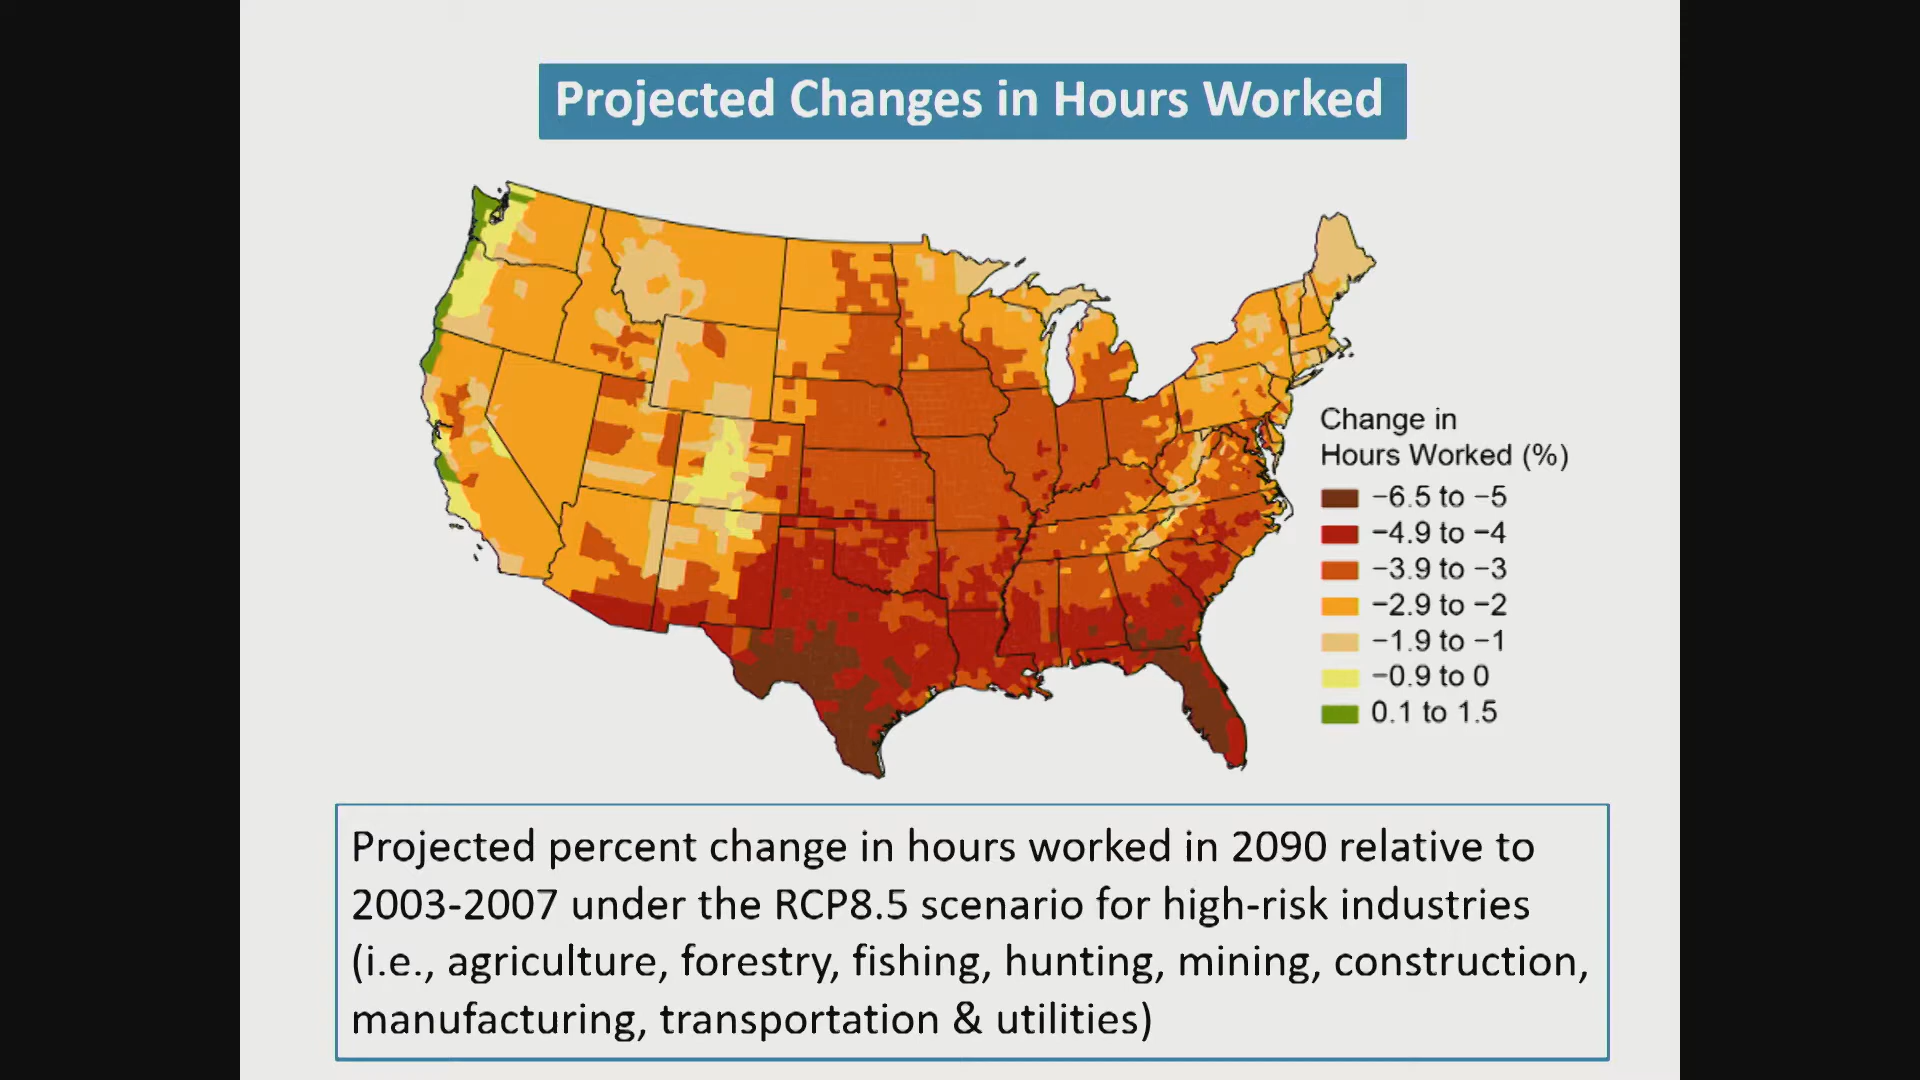 Projected Changes in Hours Worked
Change in
Hours Worked (%)
−6.5 to −5
−4.9 to −4
−3.9 to −3
−2.9 to −2
−1.9 to −1
−0.9 to 0
0.1 to 1.5
Projected percent change in hours worked in 2090 relative to
2003-2007 under the RCP8.5 scenario for high-risk industries
(i.e., agriculture, forestry, fishing, hunting, mining, construction,
manufacturing, transportation & utilities)